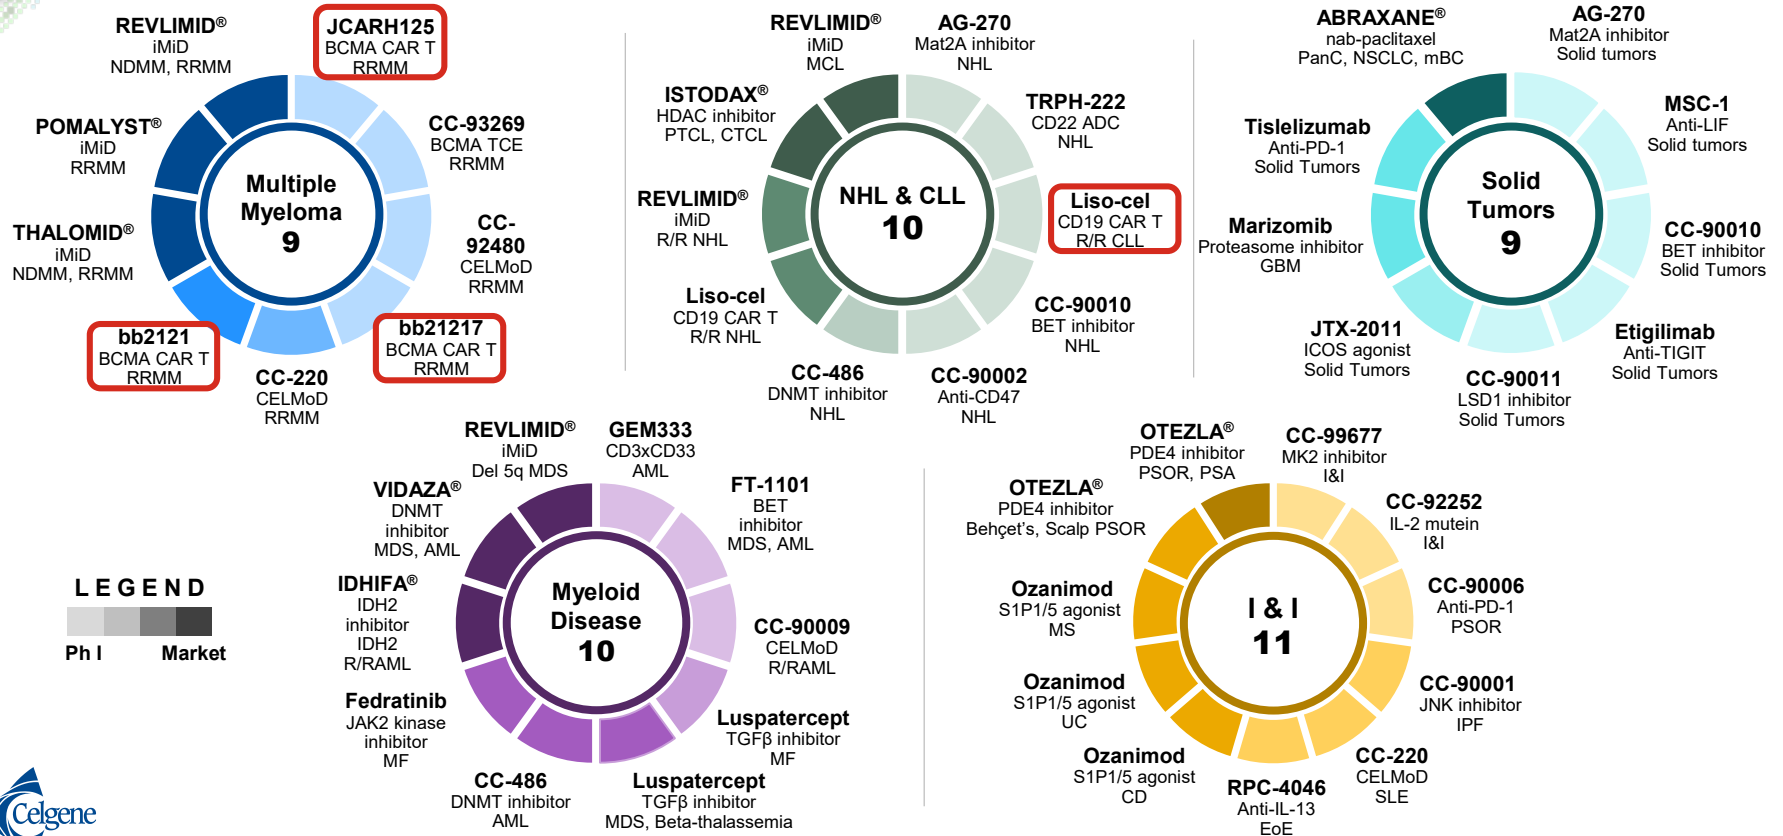 REVLIMID®
iMiD
NDMM, RRMM
JCARH125
BCMA CAR T
RRMM
POMALYST®
iMiD
RRMM
CC-93269
BCMA TCE
RRMM
Multiple
Myeloma
9
THALOMID®
iMiD
NDMM, RRMM
CC-
92480
CELMoD
RRMM
bb2121
BCMA CAR T
RRMM
bb21217
BCMA CAR T
RRMM
CC-220
CELMoD
RRMM
REVLIMID®
iMiD
MCL
AG-270
Mat2A inhibitor
NHL
ISTODAX®
HDAC inhibitor
PTCL, CTCL
TRPH-222
CD22 ADC
NHL
REVLIMID®
iMiD
R/R NHL
NHL & CLL
10
Liso-cel
CD19 CAR T
R/R CLL
Liso-cel
CD19 CAR T
R/R NHL
CC-90010
BET inhibitor
NHL
CC-486
DNMT inhibitor
NHL
CC-90002
Anti-CD47
NHL
ABRAXANE®
nab-paclitaxel
PanC, NSCLC, mBC
AG-270
Mat2A inhibitor
Solid tumors
Tislelizumab
Anti-PD-1
Solid Tumors
MSC-1
Anti-LIF
Solid tumors
Solid
Tumors
9
Marizomib
Proteasome inhibitor
GBM
CC-90010
BET inhibitor
Solid Tumors
JTX-2011
ICOS agonist
Solid Tumors
Etigilimab
Anti-TIGIT
Solid Tumors
CC-90011
LSD1 inhibitor
Solid Tumors
REVLIMID®
iMiD
Del 5q MDS
GEM333
CD3xCD33
AML
VIDAZA®
DNMT
inhibitor
MDS, AML
FT-1101
BET
inhibitor
MDS, AML
IDHIFA®
IDH2
inhibitor
IDH2
R/RAML
Myeloid
Disease
10
CC-90009
CELMoD
R/RAML
Fedratinib
JAK2 kinase
inhibitor
MF
Luspatercept
TGFβ inhibitor
MF
CC-486
DNMT inhibitor
AML
Luspatercept
TGFβ inhibitor
MDS, Beta-thalassemia
OTEZLA®
PDE4 inhibitor
PSOR, PSA
CC-99677
MK2 inhibitor
I&I
OTEZLA®
PDE4 inhibitor
Behçet's, Scalp PSOR
CC-92252
IL-2 mutein
I&I
Ozanimod
S1P1/5 agonist
MS
CC-90006
Anti-PD-1
PSOR
I & I
11
Ozanimod
S1P1/5 agonist
UC
CC-90001
JNK inhibitor
IPF
Ozanimod
S1P1/5 agonist
CD
CC-220
CELMoD
SLE
RPC-4046
Anti-IL-13
EoE
LEGEND
Ph I Market
Celgene